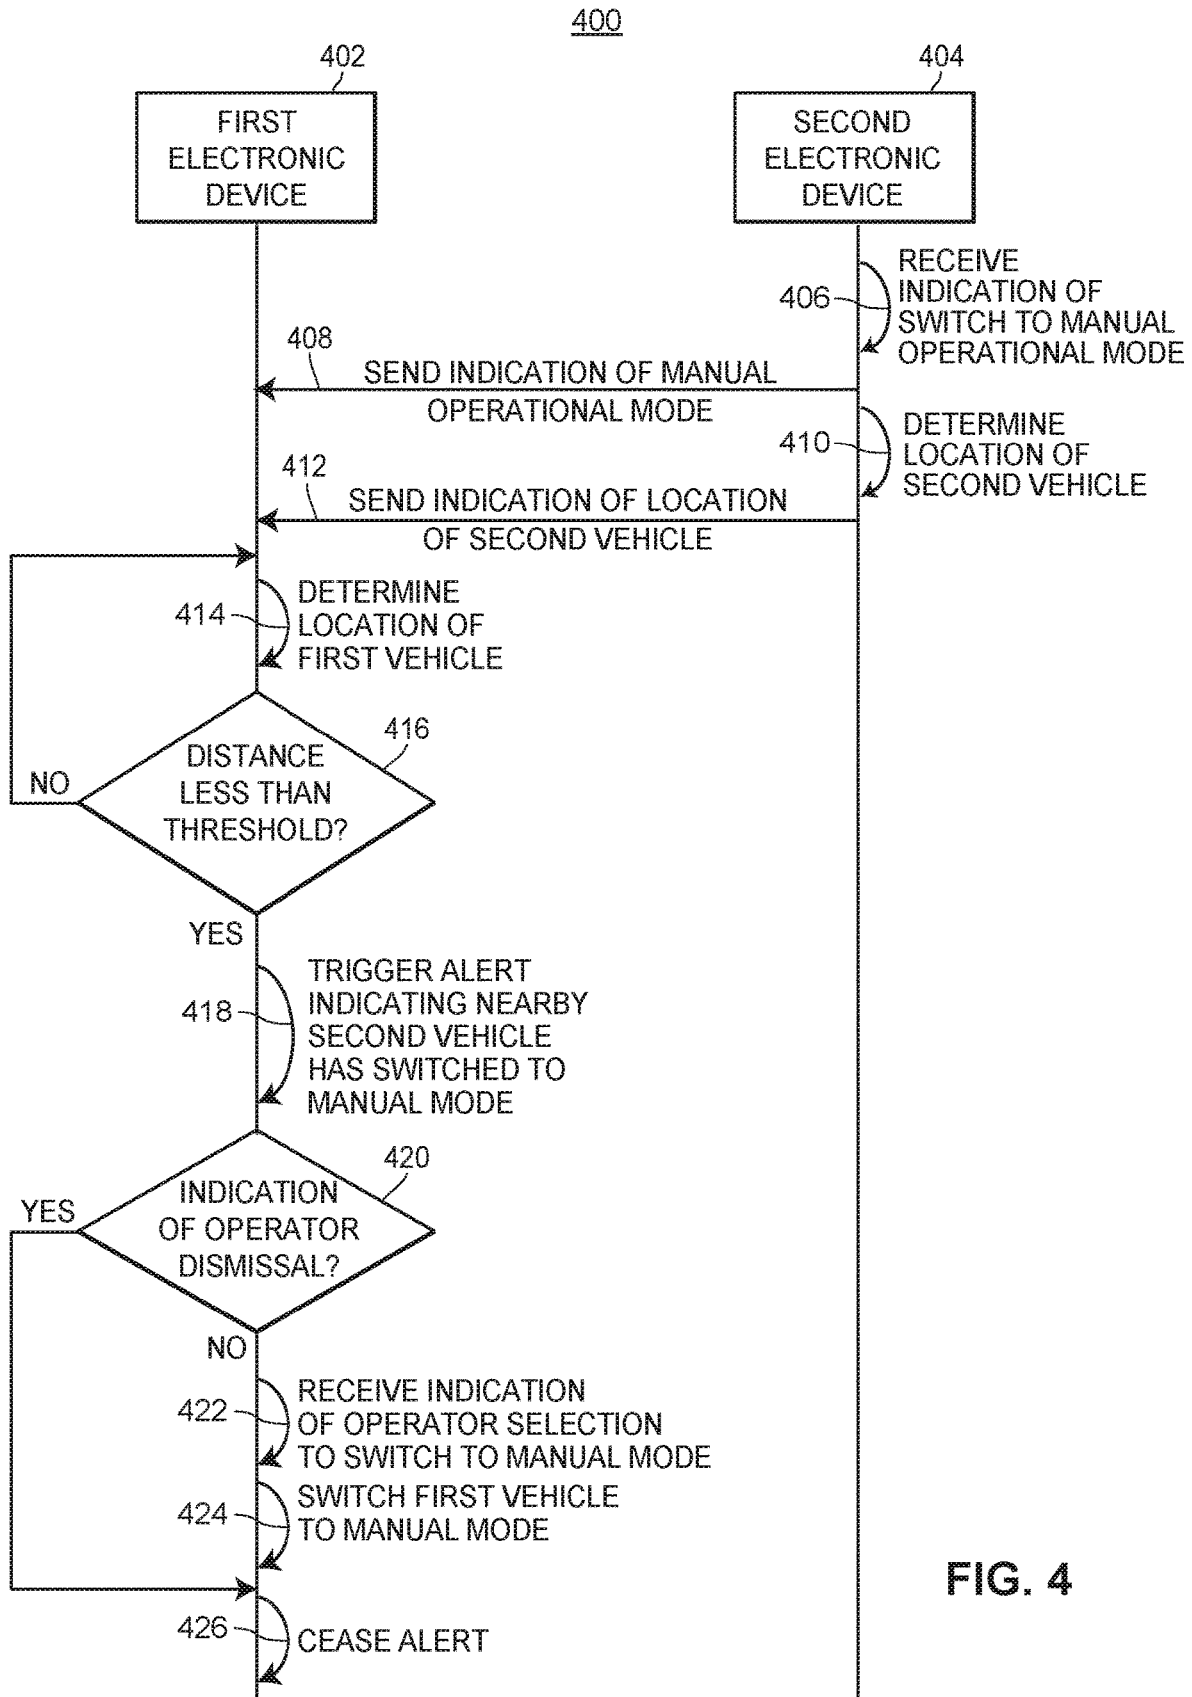 400
402
404
FIRST
ELECTRONIC
DEVICE
SECOND
ELECTRONIC
DEVICE
406
RECEIVE
INDICATION OF
SWITCH TO MANUAL
OPERATIONAL MODE
408
SEND INDICATION OF MANUAL
OPERATIONAL MODE
410
DETERMINE
LOCATION OF
SECOND VEHICLE
412
SEND INDICATION OF LOCATION
OF SECOND VEHICLE
414
DETERMINE
LOCATION OF
FIRST VEHICLE
416
DISTANCE
LESS THAN
THRESHOLD?
NO
YES
418
TRIGGER ALERT
INDICATING NEARBY
SECOND VEHICLE
HAS SWITCHED TO
MANUAL MODE
420
INDICATION
OF OPERATOR
DISMISSAL?
YES
NO
422
RECEIVE INDICATION
OF OPERATOR SELECTION
TO SWITCH TO MANUAL MODE
424
SWITCH FIRST VEHICLE
TO MANUAL MODE
426
CEASE ALERT
FIG. 4